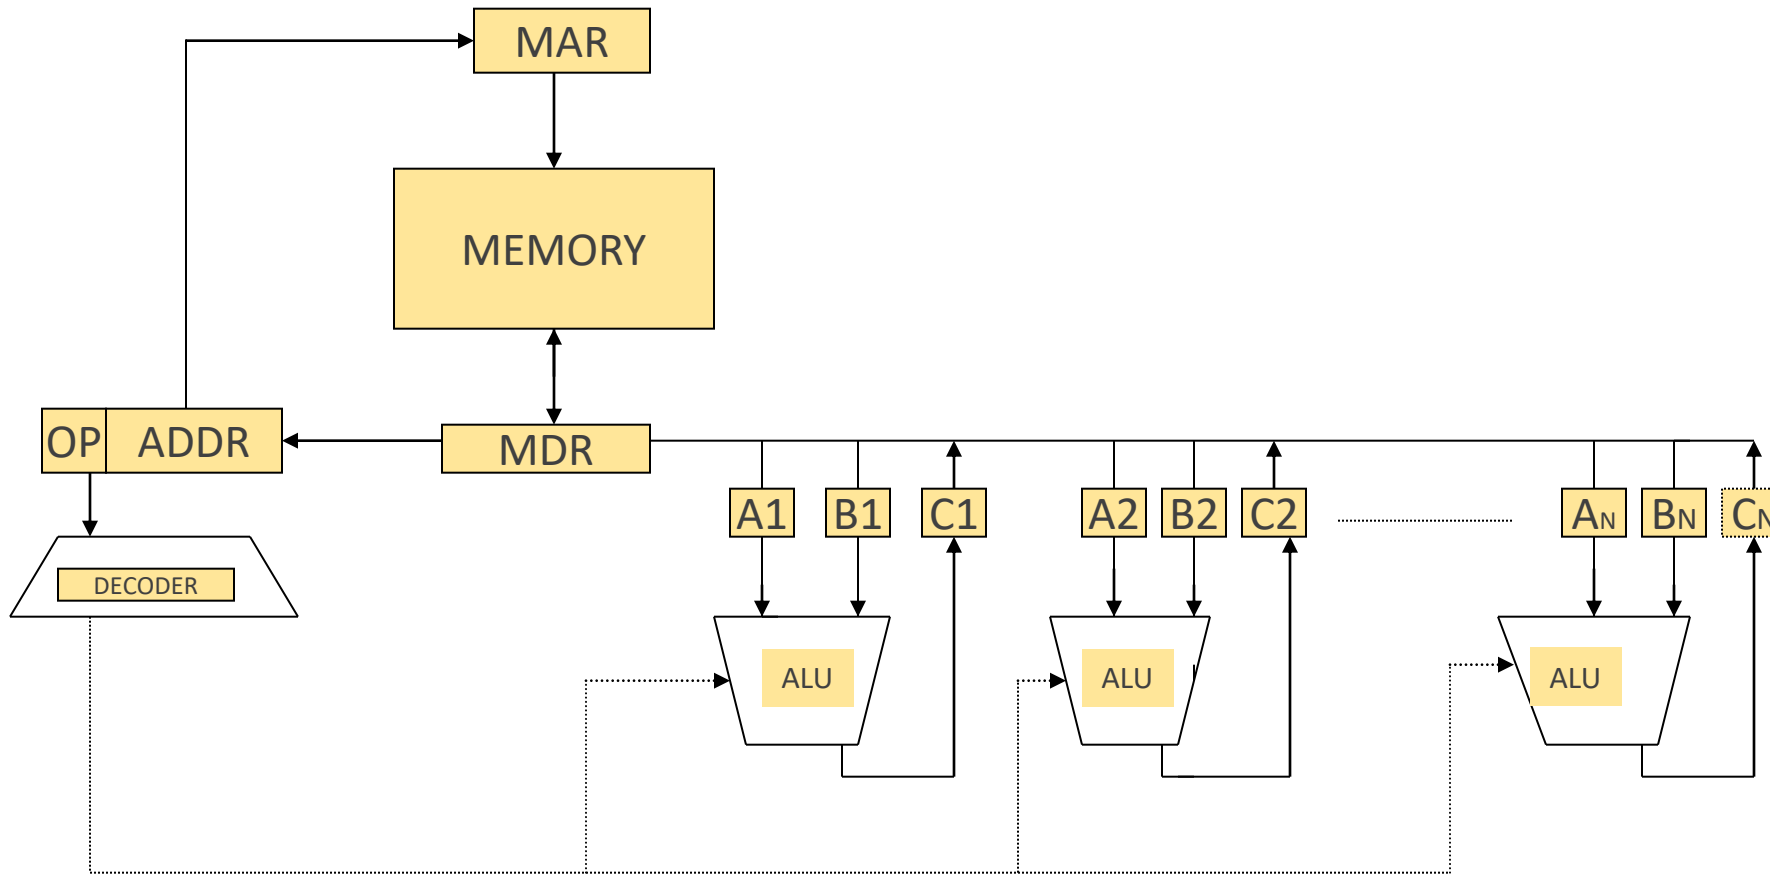 MAR
MEMORY
OP ADDR
MDR
A1 B1 C1 A2 B2 C2 AN BN CN
DECODER
ALU ALU ALU